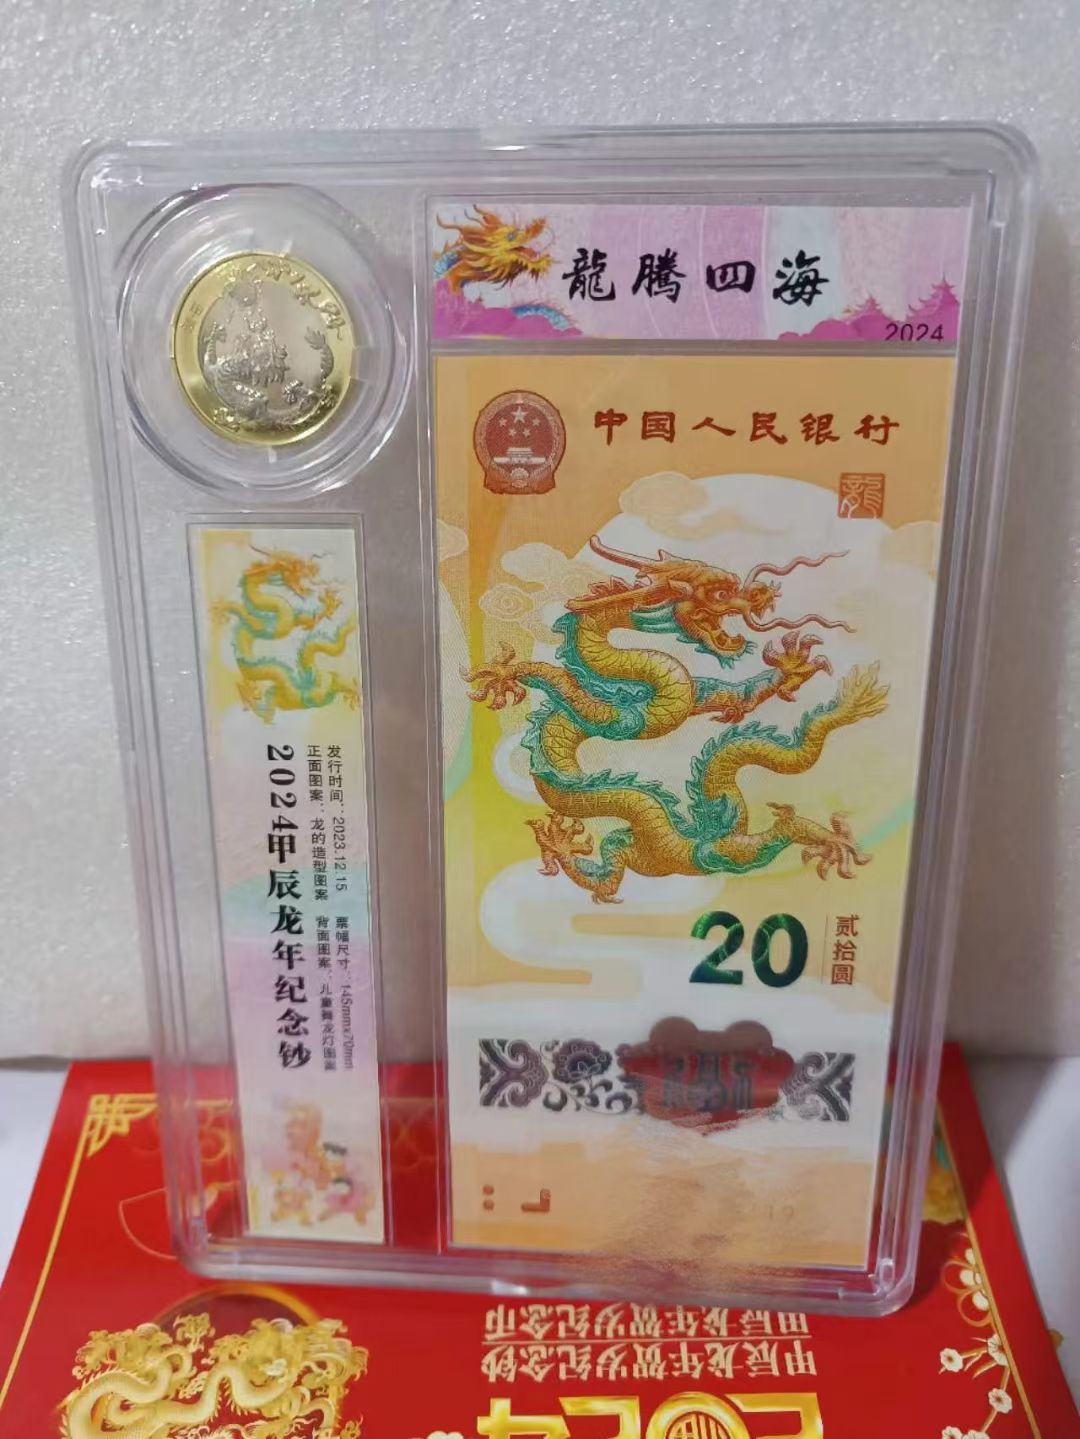 龍腾四海
2024
中国人民银行
龍
20
贰拾圆
2024甲辰龙年纪念钞
发行时间：2023.12.15 票幅尺寸：145mmx70mm
正面图案：龙的造型图案 背面图案：儿童舞龙灯图案
甲辰龙年贺岁纪念币
甲辰龙年贺岁纪念钞
2024